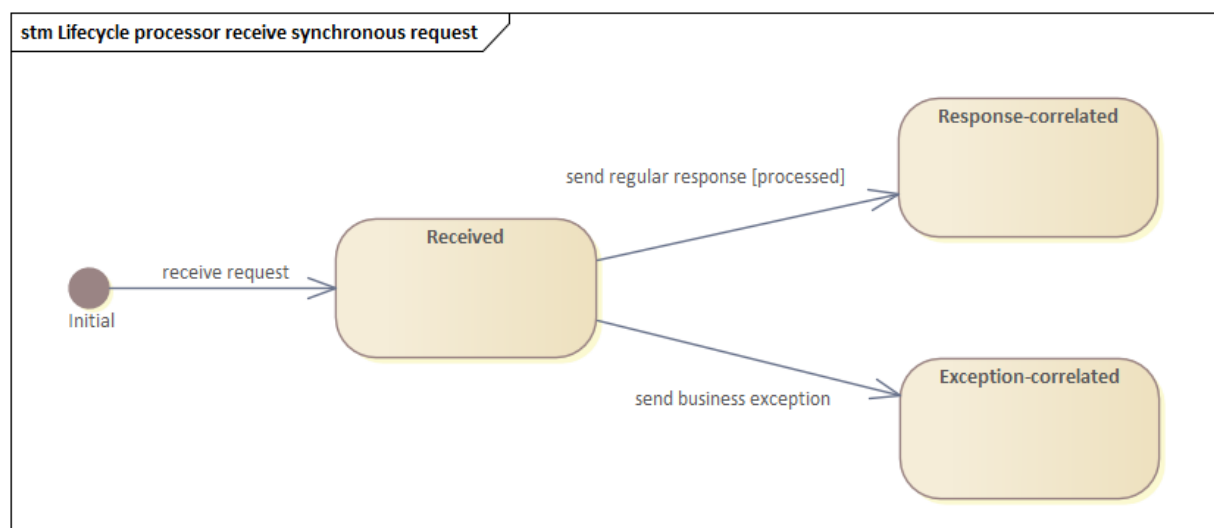 stm Lifecycle processor receive synchronous request
Response-correlated
send regular response [processed]
Received
receive request
Initial
Exception-correlated
send business exception